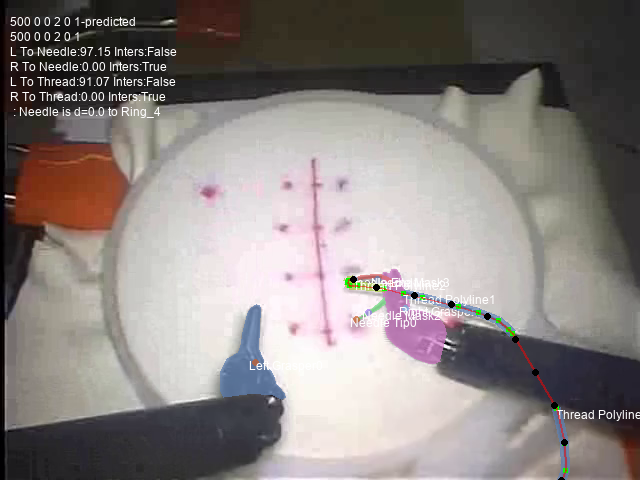 500 0 0 2 0 1-predicted
500 0 0 2 0 1
L To Needle:97.15 Inters:False
R To Needle:0.00 Inters:True
L To Thread:91.07 Inters:False
R To Thread:0.00 Inters:True
: Needle is d=0.0 to Ring_4
Thread Polyline1
Needle Mask2
Needle Tip0
Thread Polyline